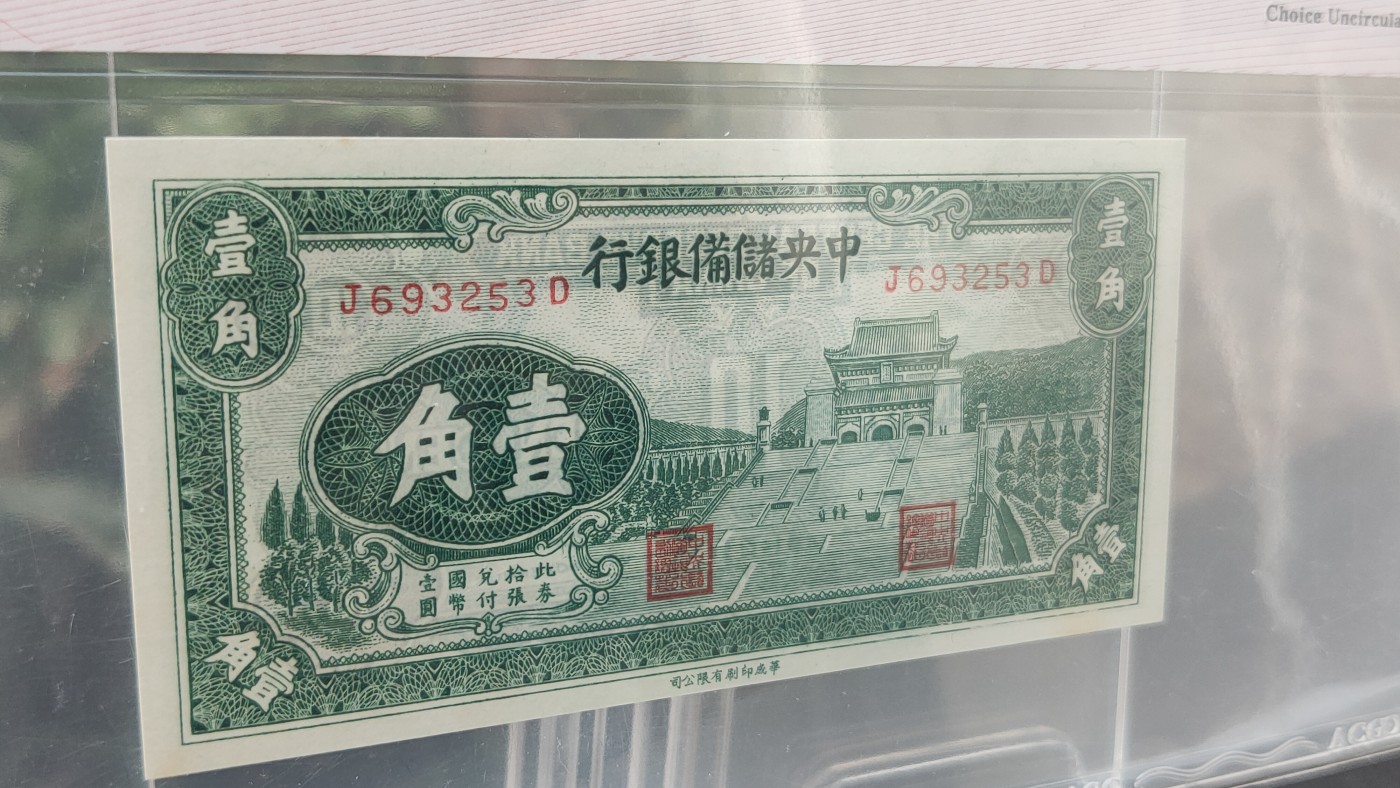 Choice Uncircula
中央儲備銀行
壹角
壹角
J693253D
J693253D
壹角
此券
拾張
兌付
國幣
壹圓
壹角
壹角
華成印刷有限公司